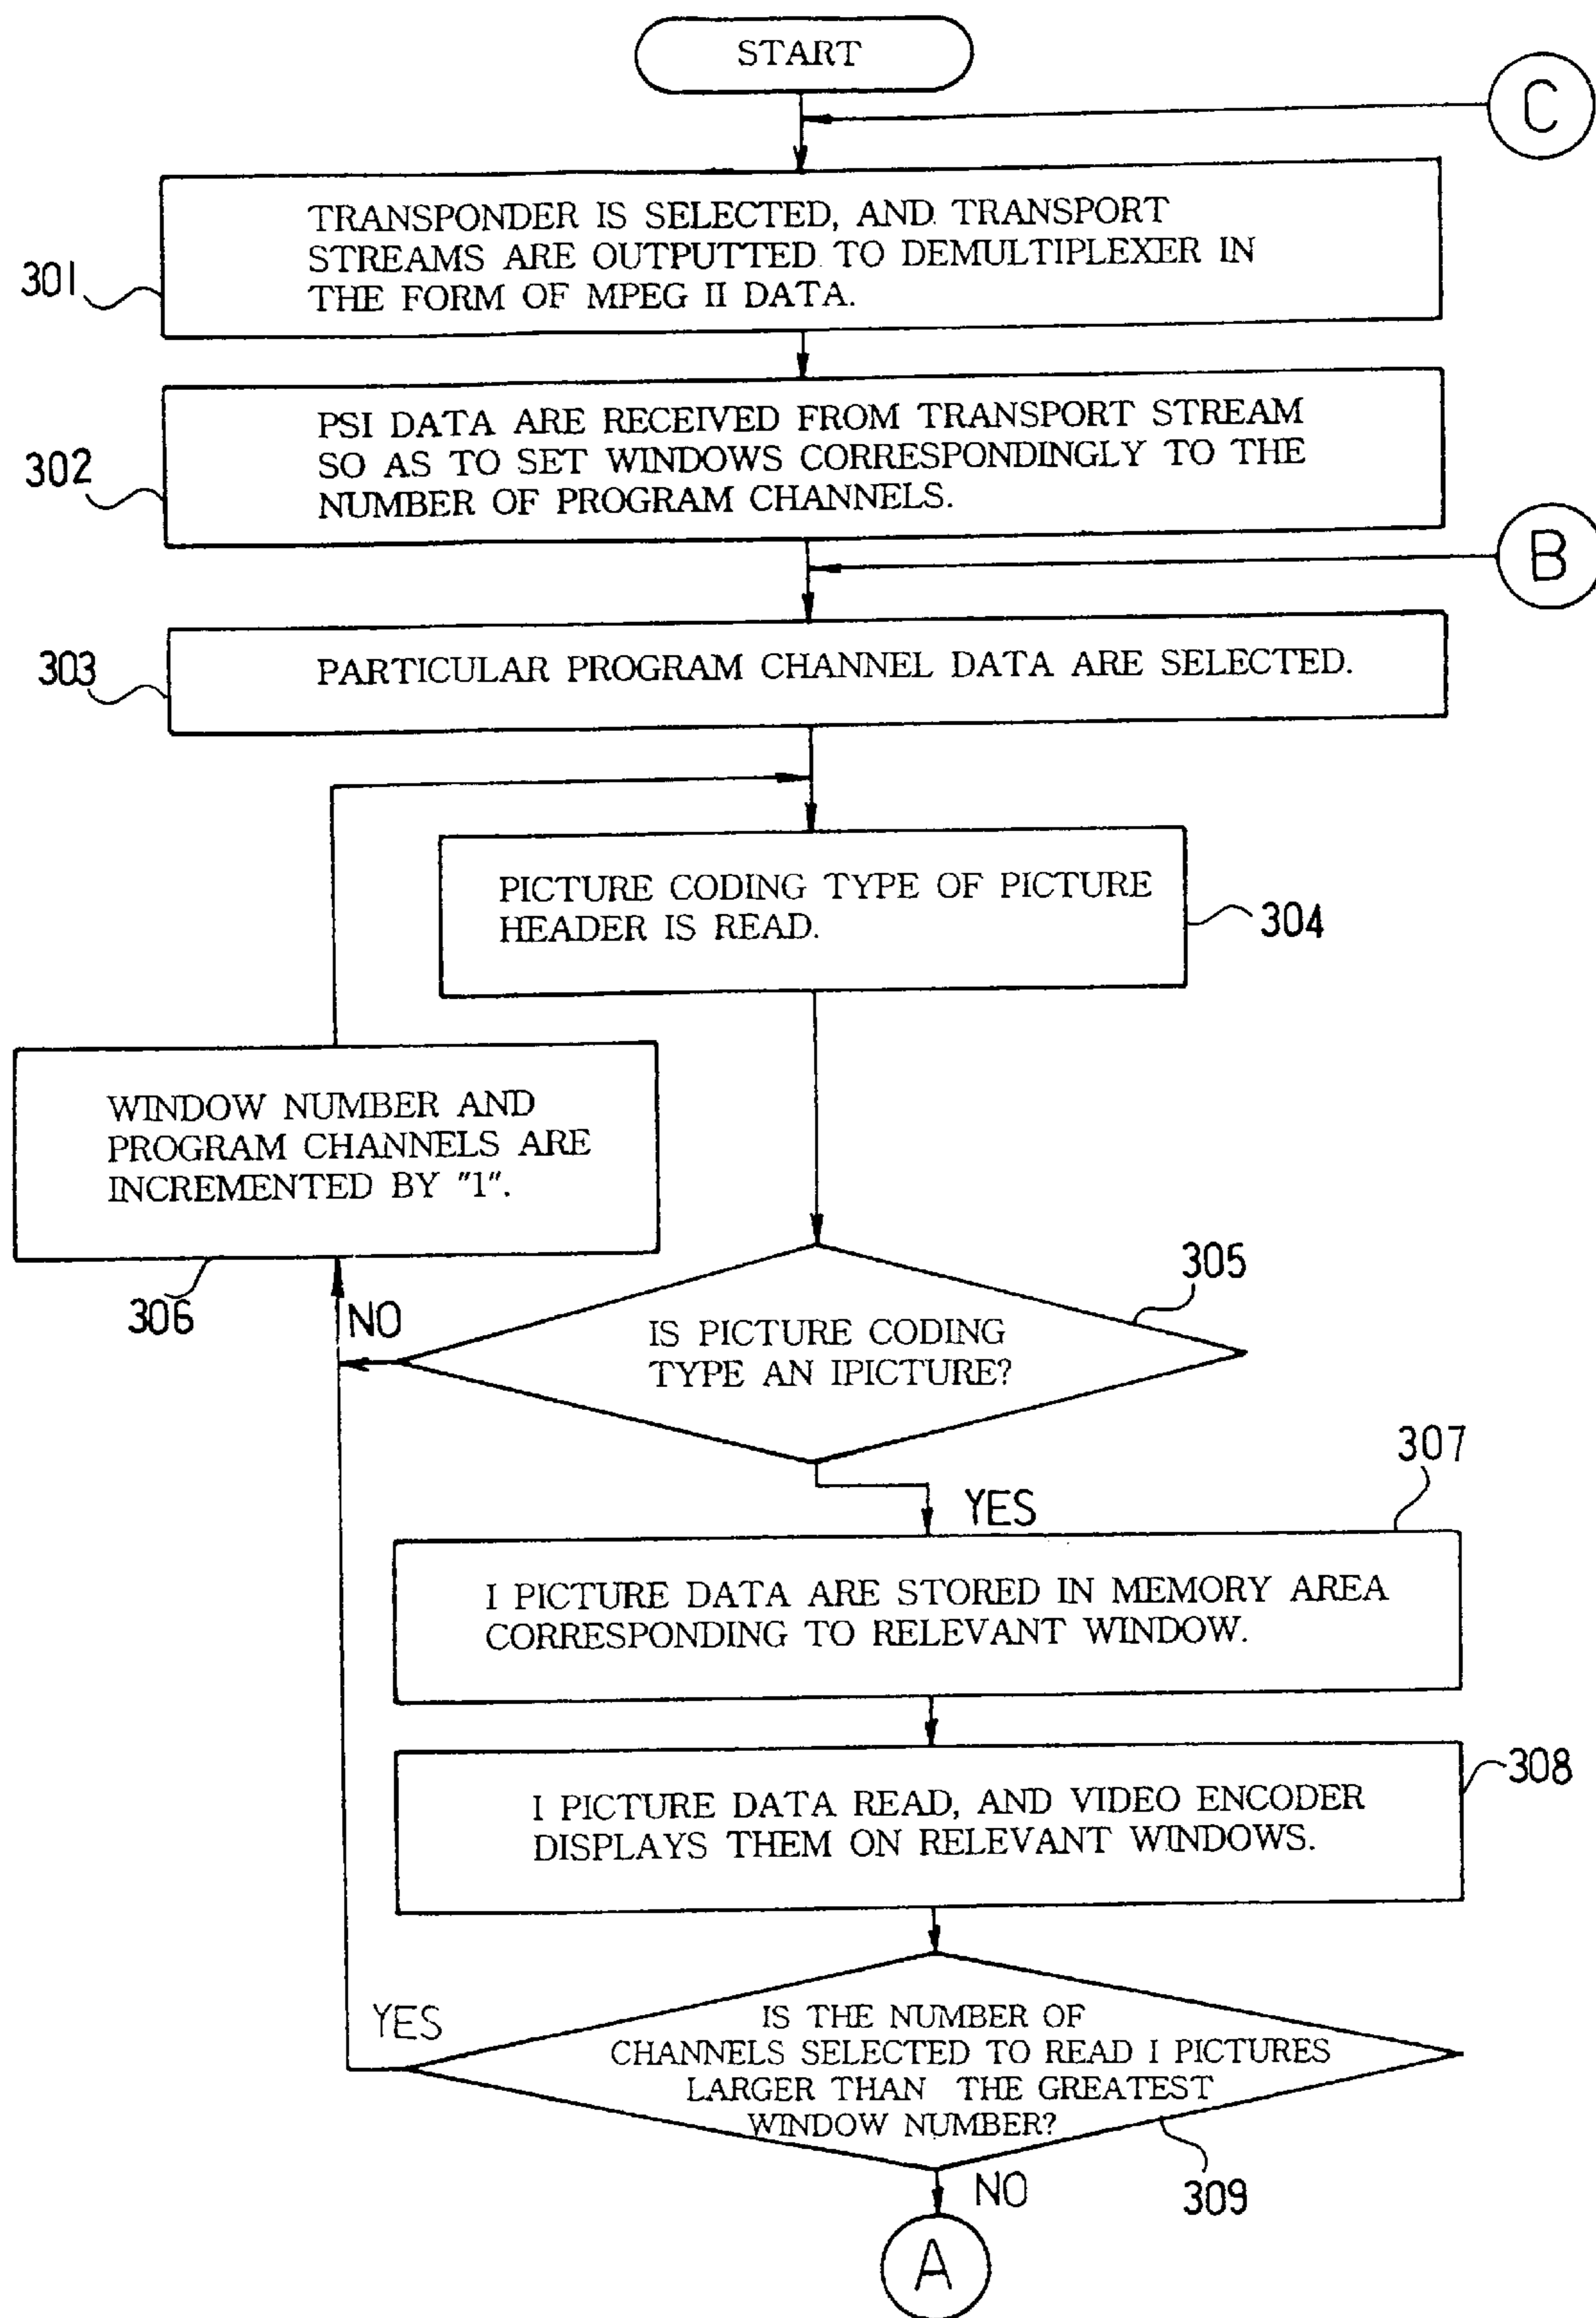 START
C
TRANSPONDER IS SELECTED, AND TRANSPORT
STREAMS ARE OUTPUTTED TO DEMULTIPLEXER IN
THE FORM OF MPEG II DATA.
301
PSI DATA ARE RECEIVED FROM TRANSPORT STREAM
SO AS TO SET WINDOWS CORRESPONDINGLY TO THE
NUMBER OF PROGRAM CHANNELS.
302
B
PARTICULAR PROGRAM CHANNEL DATA ARE SELECTED.
303
PICTURE CODING TYPE OF PICTURE
HEADER IS READ.
304
WINDOW NUMBER AND
PROGRAM CHANNELS ARE
INCREMENTED BY "1".
306
NO
305
IS PICTURE CODING
TYPE AN IPICTURE?
YES
307
I PICTURE DATA ARE STORED IN MEMORY AREA
CORRESPONDING TO RELEVANT WINDOW.
I PICTURE DATA READ, AND VIDEO ENCODER
DISPLAYS THEM ON RELEVANT WINDOWS.
308
YES
IS THE NUMBER OF
CHANNELS SELECTED TO READ I PICTURES
LARGER THAN THE GREATEST
WINDOW NUMBER?
309
NO
A